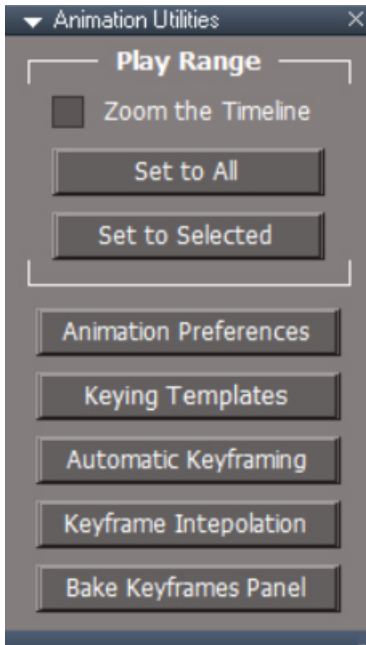 Animation Utilities
Play Range
Zoom the Timeline
Set to All
Set to Selected
Animation Preferences
Keying Templates
Automatic Keyframing
Keyframe Intepolation
Bake Keyframes Panel